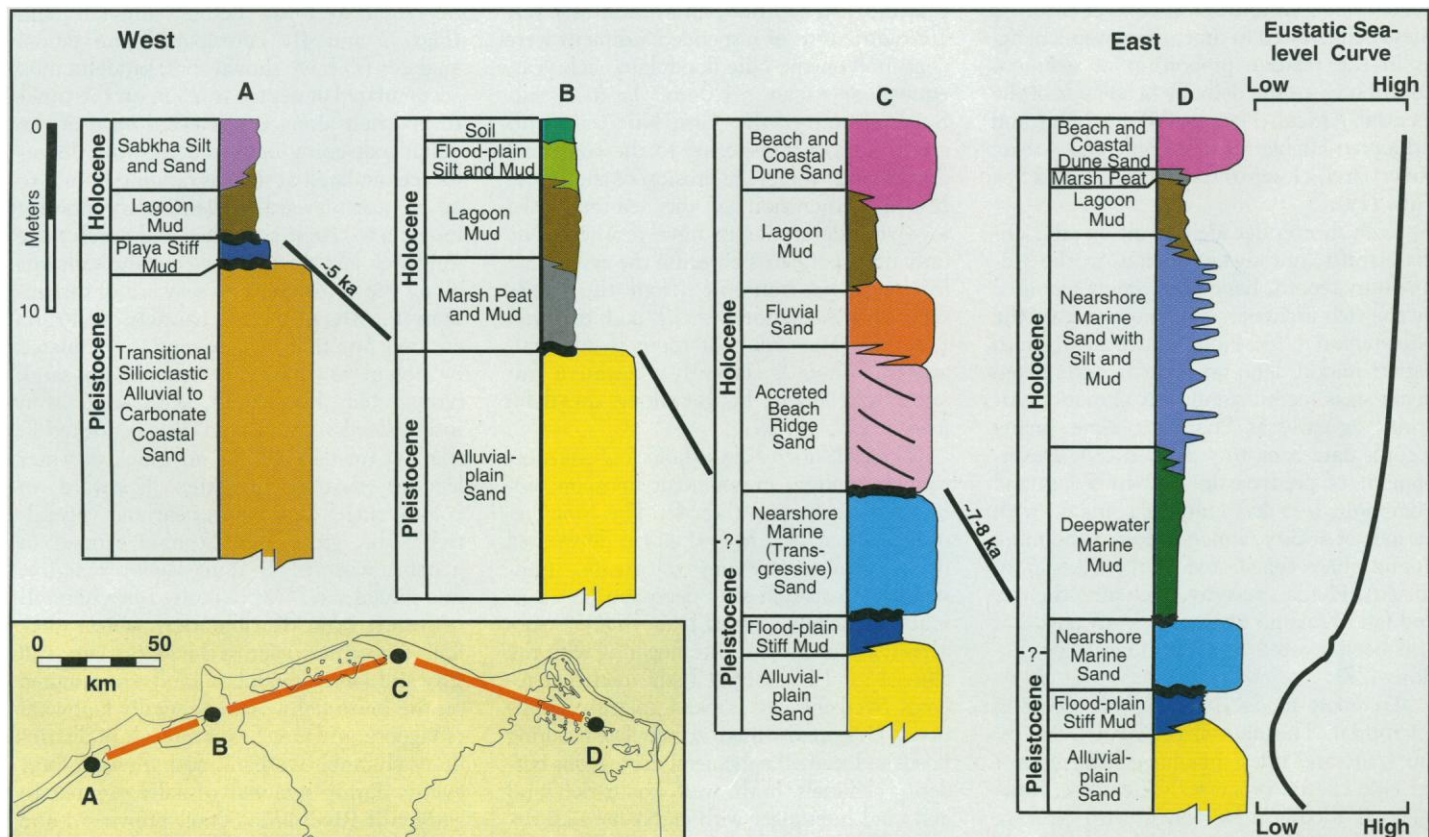 West
East
Eustatic Sea-
level Curve
Low
High
A
B
C
D
0
10
Meters
Holocene
Pleistocene
Sabkha Silt
and Sand
Lagoon
Mud
Playa Stiff
Mud
Transitional
Siliciclastic
Alluvial to
Carbonate
Coastal
Sand
~5 ka
Holocene
Pleistocene
Soil
Flood-plain
Silt and Mud
Lagoon
Mud
Marsh Peat
and Mud
Alluvial-
plain
Sand
Holocene
-?-
Pleistocene
Beach and
Coastal
Dune Sand
Lagoon
Mud
Fluvial
Sand
Accreted
Beach
Ridge
Sand
Nearshore
Marine
(Trans-
gressive)
Sand
Flood-plain
Stiff Mud
Alluvial-
plain
Sand
~7-8 ka
Holocene
?
Pleistocene
Beach and
Coastal
Dune Sand
Marsh Peat
Lagoon
Mud
Nearshore
Marine
Sand with
Silt and
Mud
Deepwater
Marine
Mud
Nearshore
Marine
Sand
Flood-plain
Stiff Mud
Alluvial-
plain
Sand
Low
High
0
50
km
A
B
C
D